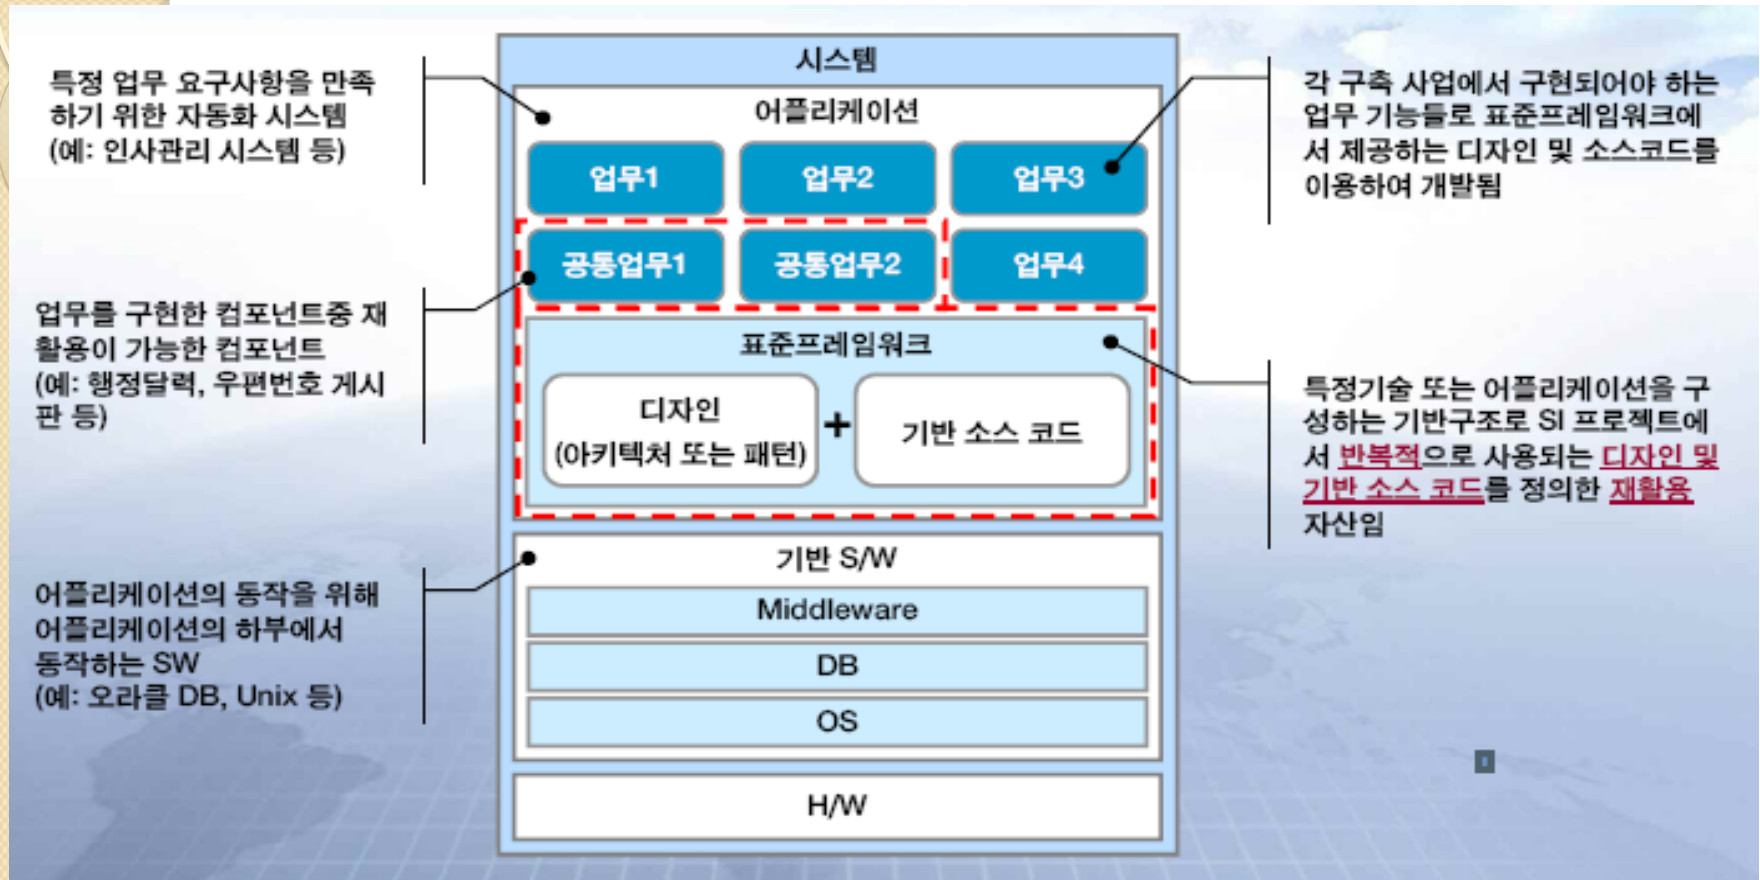 특정 업무 요구사항을 만족
하기 위한 자동화 시스템
(예: 인사관리 시스템 등)
업무를 구현한 컴포넌트중 재
활용이 가능한 컴포넌트
(예: 행정달력, 우편번호 게시
판 등)
어플리케이션의 동작을 위해
어플리케이션의 하부에서
동작하는 SW
(예: 오라클 DB, Unix 등)
시스템
어플리케이션
업무1 업무2 업무3
공통업무1 공통업무2 업무4
표준프레임워크
디자인
(아키텍처 또는 패턴)
+
기반 소스 코드
기반 S/W
Middleware
DB
OS
H/W
각 구축 사업에서 구현되어야 하는
업무 기능들로 표준프레임워크에
서 제공하는 디자인 및 소스코드를
이용하여 개발됨
특정기술 또는 어플리케이션을 구
성하는 기반구조로 SI 프로젝트에
서 반복적으로 사용되는 디자인 및
기반 소스 코드를 정의한 재활용
자산임